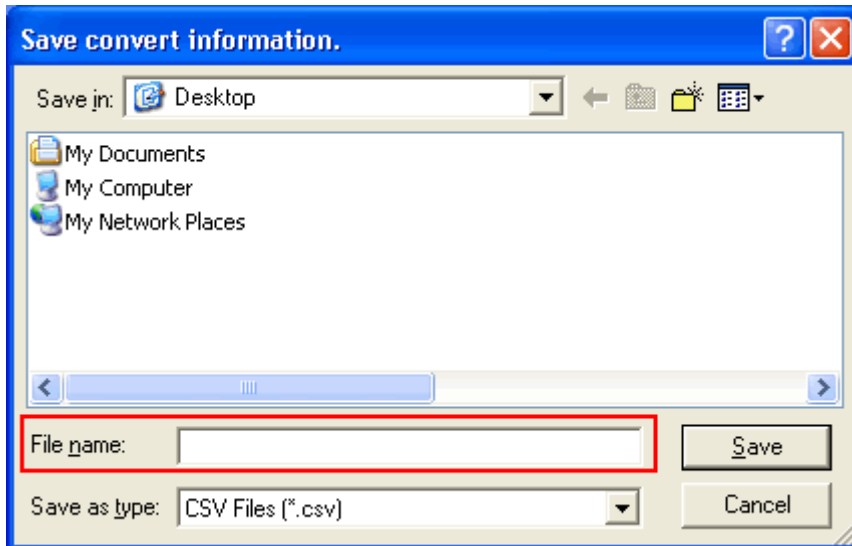 Save convert information.
Save in: Desktop
My Documents
My Computer
My Network Places
File name:
Save
Save as type: CSV Files (*.csv)
Cancel